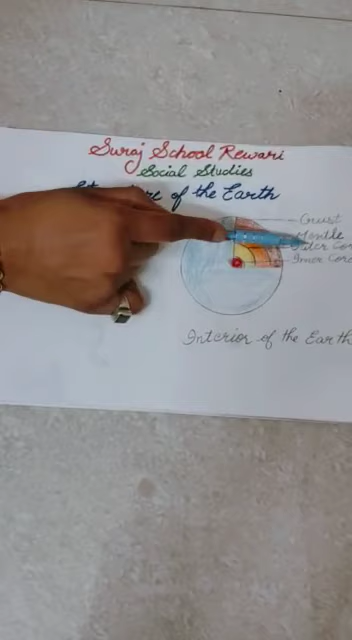 Suraj School Rewari
Social Studies
of the Earth
Crust
Mantle
Inner Core
Interior of the Earth